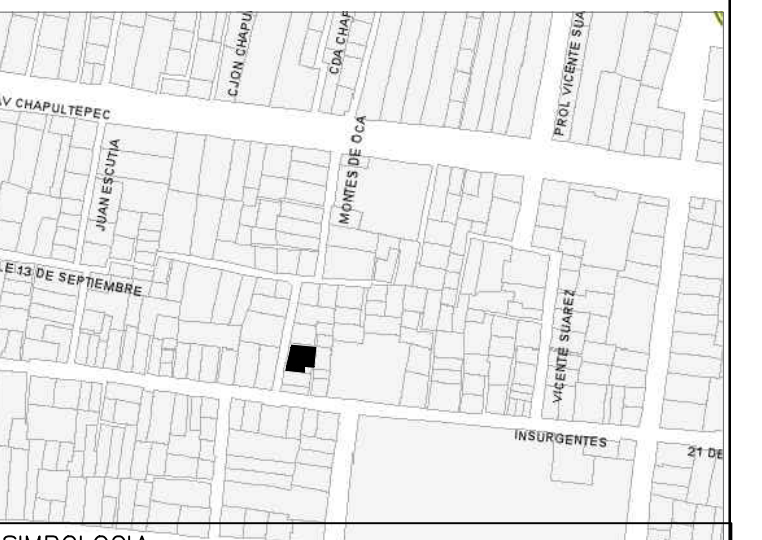 CJON CHAPU
CDA CHAP
PROL VICENTE SUA
AV CHAPULTEPEC
MONTES DE OCA
JUAN ESCUTIA
LE 13 DE SEPTIEMBRE
VICENTE SUAREZ
INSURGENTES
21 DE
SIMBOLOGIA